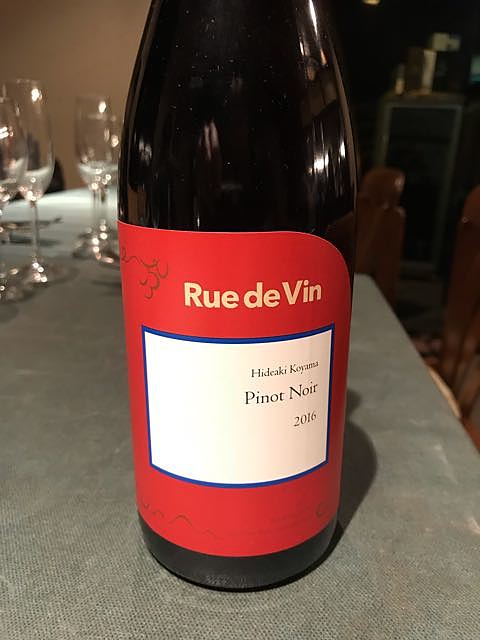 Rue de Vin
Hideaki Koyama
Pinot Noir
2016